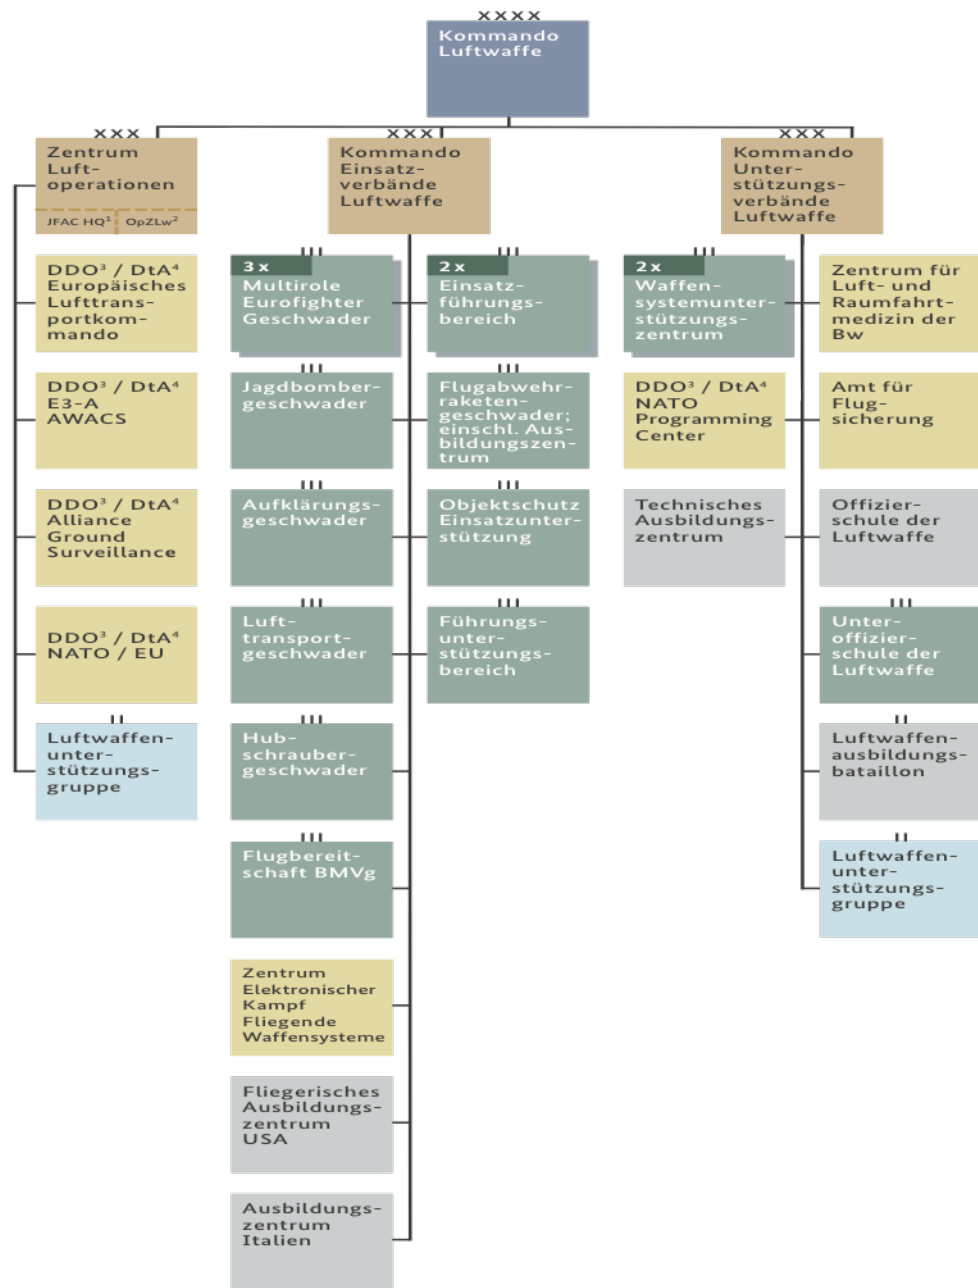 xxxx
Kommando
Luftwaffe
xxx
Zentrum
Luft-
operationen
JFAC HQ¹
OpZLw²
xxx
Kommando
Einsatz-
verbände
Luftwaffe
xxx
Kommando
Unter-
stützungs-
verbände
Luftwaffe
DDO³ / DtA⁴
Europäisches
Lufttrans-
portkom-
mando
DDO³ / DtA⁴
E3-A
AWACS
DDO³ / DtA⁴
Alliance
Ground
Surveillance
DDO³ / DtA⁴
NATO / EU
II
Luftwaffen-
unter-
stützungs-
gruppe
III
3x
Multirole
Eurofighter
Geschwader
III
Jagdbomber-
geschwader
III
Aufklärungs-
geschwader
III
Luft-
transport-
geschwader
III
Hub-
schrauber-
geschwader
III
Flugbereit-
schaft BMVg
Zentrum
Elektronischer
Kampf
Fliegende
Waffensysteme
Fliegerisches
Ausbildungs-
zentrum
USA
Ausbildungs-
zentrum
Italien
III
2x
Einsatz-
führungs-
bereich
III
Flugabwehr-
raketen-
geschwader;
einschl. Aus-
bildungszen-
trum
III
Objektschutz
Einsatzunter-
stützung
III
Führungs-
unter-
stützungs-
bereich
III
2x
Waffen-
systemunter-
stützungs-
zentrum
DDO³ / DtA⁴
NATO
Programming
Center
Technisches
Ausbildungs-
zentrum
Zentrum für
Luft- und
Raumfahrt-
medizin der
Bw
Amt für
Flug-
sicherung
Offizier-
schule der
Luftwaffe
III
Unter-
offizier-
schule der
Luftwaffe
II
Luftwaffen-
ausbildungs-
bataillon
II
Luftwaffen-
unter-
stützungs-
gruppe